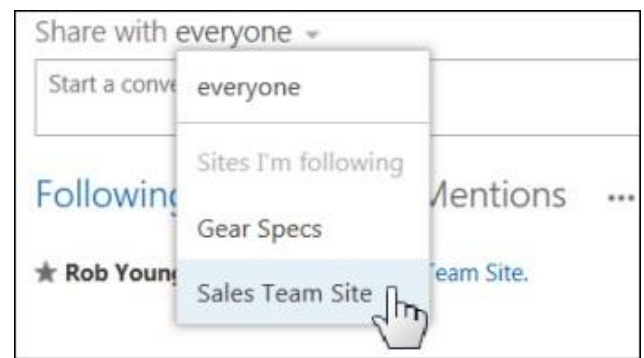 Share with everyone
Start a conve
everyone
Sites I'm following
Following
Mentions
...
Gear Specs
★ Rob Young
Team Site.
Sales Team Site